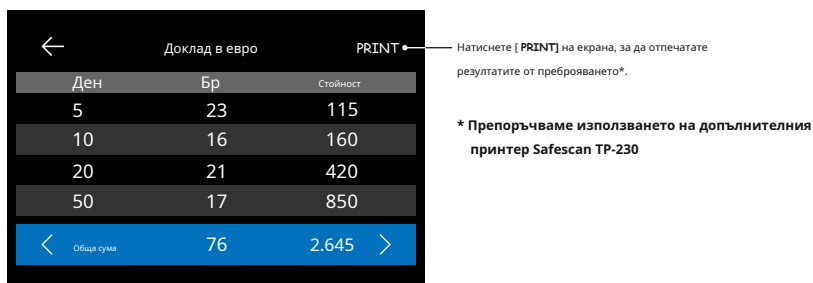 Доклад в евро PRINT
Ден Бр Стойност
5 23 115
10 16 160
20 21 420
50 17 850
Обща сума 76 2.645
Натиснете [ PRINT] на екрана, за да отпечатате
резултатите от преброяването*.
* Препоръчваме използването на допълнителния
принтер Safescan TP-230